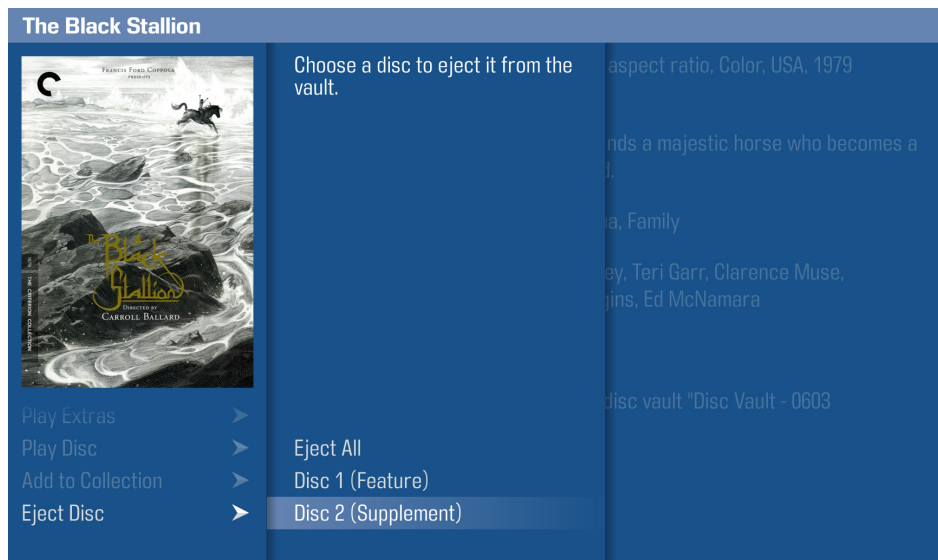 The Black Stallion
FRANCIS FORD COPPOLA
PRESENTS
The
Black
Stallion
DIRECTED BY
CARROLL BALLARD
THE CRITERION COLLECTION
Play Extras
Play Disc
Add to Collection
Eject Disc
Choose a disc to eject it from the
vault.
Eject All
Disc 1 (Feature)
Disc 2 (Supplement)
aspect ratio, Color, USA, 1979
a majestic horse who becomes a
Family
Teri Garr, Clarence Muse,
Ed McNamara
disc vault "Disc Vault - 0603